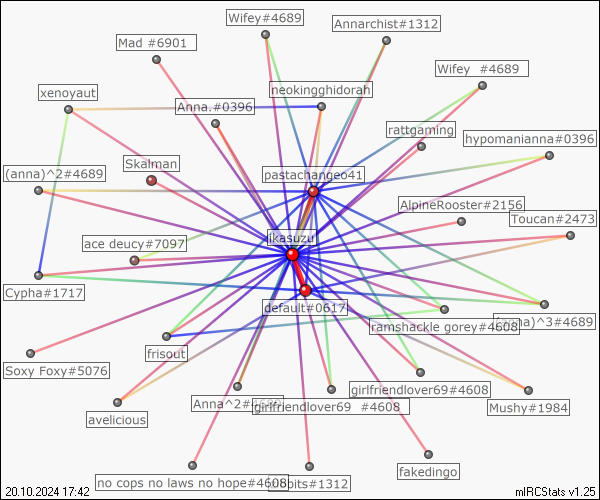 Wifey#4689
Annarchist#1312
Mad #6901
Wifey  #4689
neokingghidorah
xenoyaut
Anna.#0396
rattgaming
hypomanianna#0396
Skalman
(anna)^2#4689
pastachangeo41
AlpineRooster#2156
Toucan#2473
ikasuzu
ace deucy#7097
Cypha#1717
default#0617
ramshackle gorey#4608
)^3#4689
frisout
Soxy Foxy#5076
girlfriendlover69#4608
Anna^2#4689
girlfriendlover69  #4608
Mushy#1984
avelicious
fakedingo
no cops no laws no hope#4608
bits#1312
20.10.2024 17:42
mIRCStats v1.25